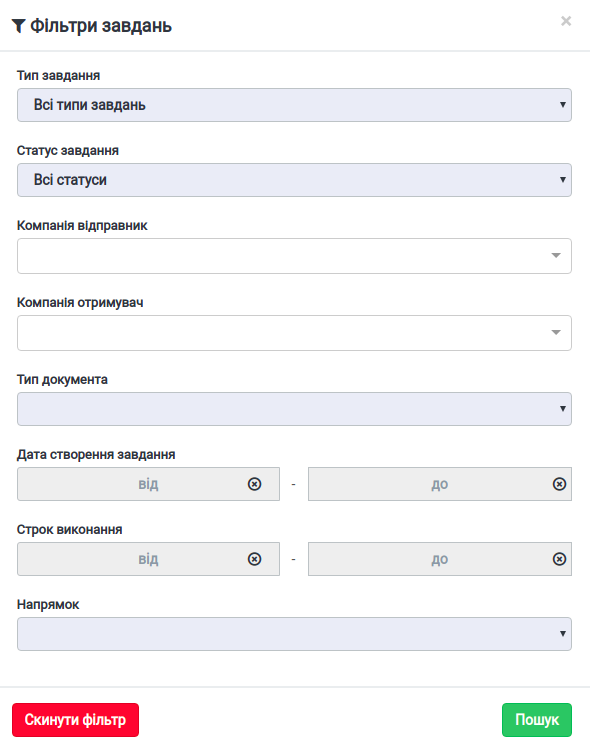 Фільтри завдань
Тип завдання
Всі типи завдань
Статус завдання
Всі статуси
Компанія відправник
Компанія отримувач
Тип документа
Дата створення завдання
від - до
Строк виконання
від - до
Напрямок
Скинути фільтр Пошук